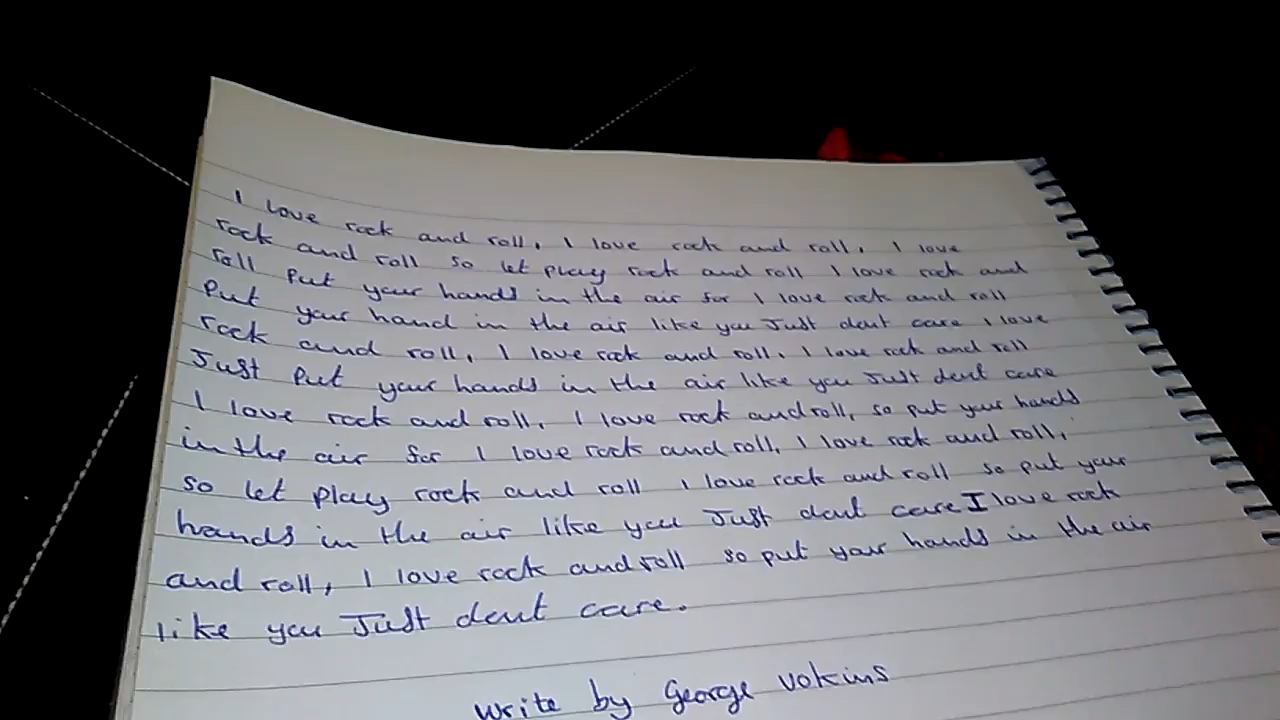 I love rock and roll, I love rock and roll, I love
rock and roll so let play rock and roll I love rock and
roll Put your hands in the air for I love rock and roll
Put your hand in the air like you Just dont care I love
rock and roll, I love rock and roll. I love rock and roll
Just Put your hands in the air like you Just dont care
I love rock and roll, I love rock and roll, so put your hands
in the air for I love rock and roll, I love rock and roll,
so let play rock and roll I love rock and roll so put your
hands in the air like you Just dont care I love rock
and roll, I love rock and roll so put your hands in the air
like you Just dont care.
write by George Vokins